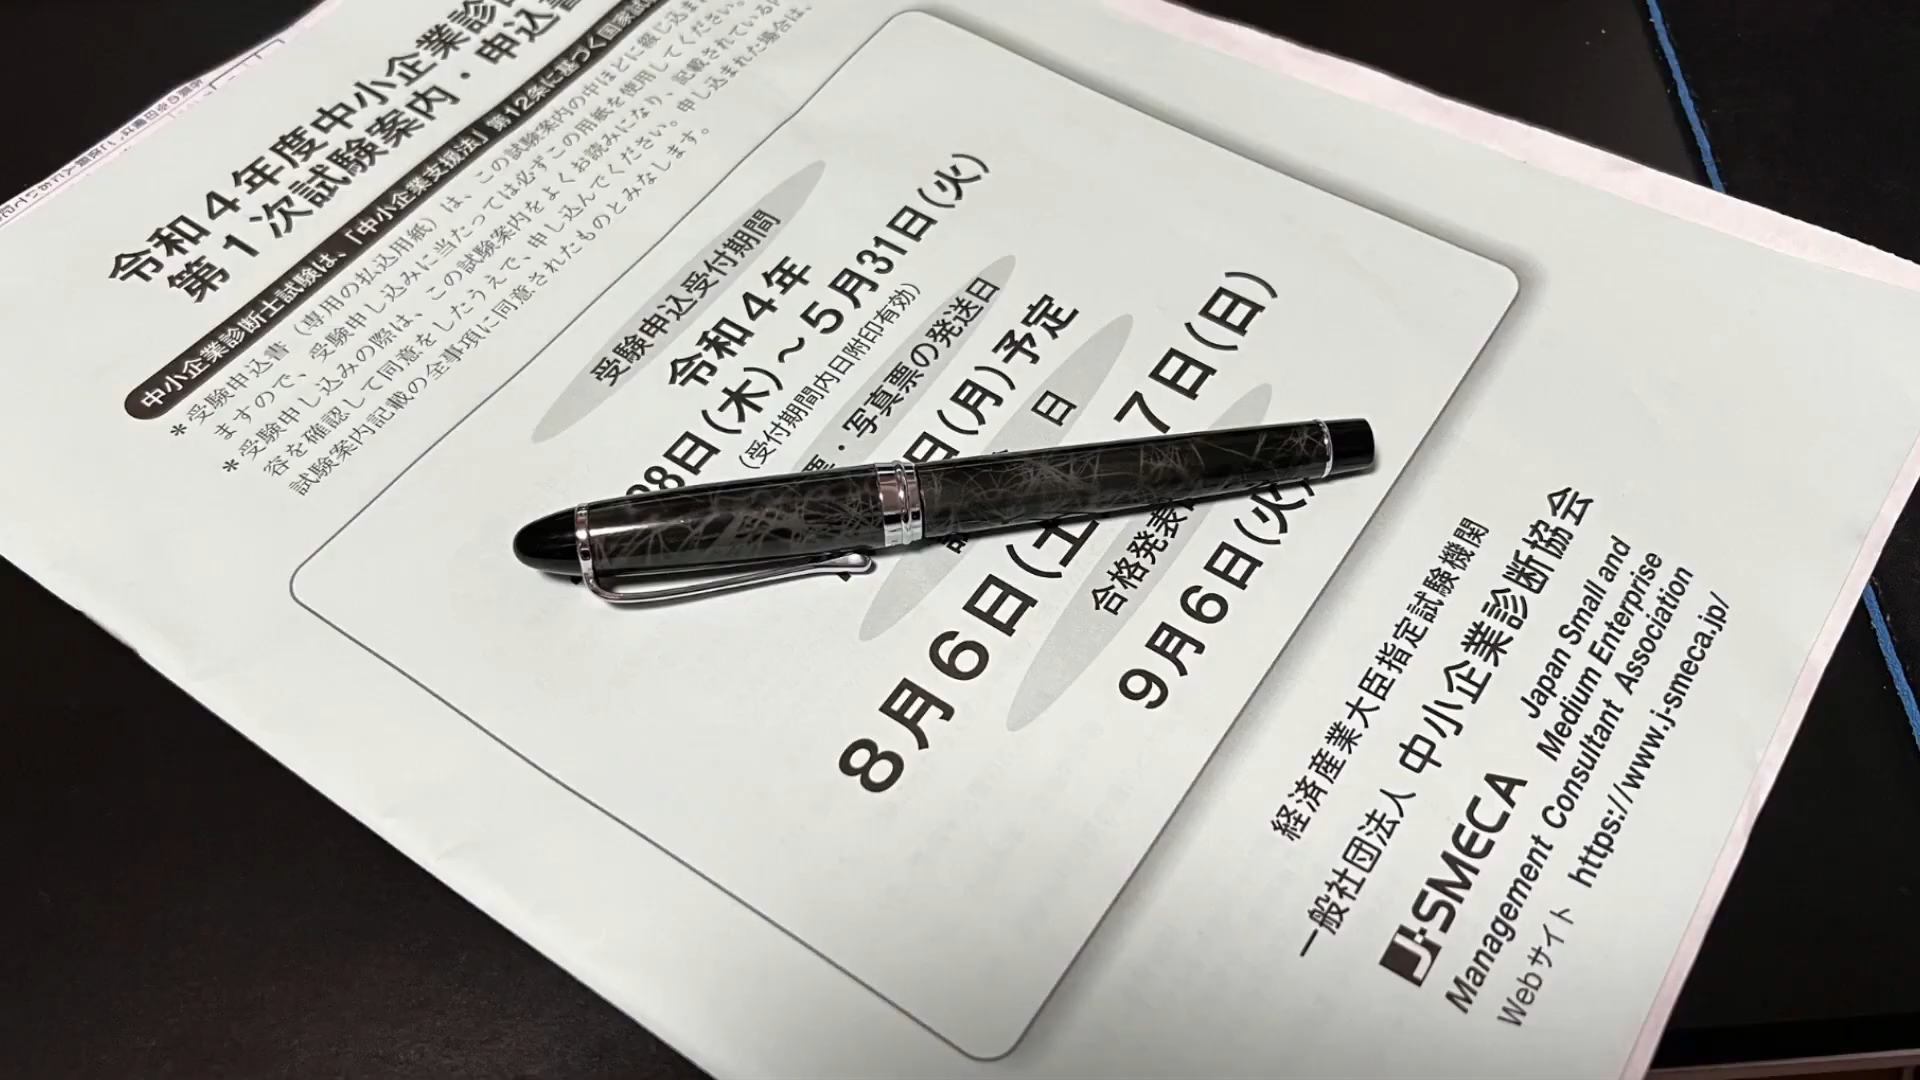 令和４年度中小企業診
第１次試験案内・申込書
中小企業診断士試験は、「中小企業支援法」第12条に基づく国家試
＊受験申込書（専用の払込用紙）は、この試験案内の中ほどに綴じ込ま
ますので、受験申し込みに当たっては必ずこの用紙を使用してください。
＊受験申し込みの際は、この試験案内をよくお読みになり、記載されている
容を確認して同意をしたうえで、申し込んでください。申し込まれた場合は、
試験案内記載の全事項に同意されたものとみなします。
受験申込受付期間
令和４年
28日（木）～５月31日（火）
（受付期間内日附印有効）
票・写真票の発送日
日（月）予定
日
８月６日（土
７日（日）
合格発表
９月６日（火）
経済産業大臣指定試験機関
一般社団法人 中小企業診断協会
J-SMECA
Japan Small and
Medium Enterprise
Management Consultant Association
Webサイト https://www.j-smeca.jp/